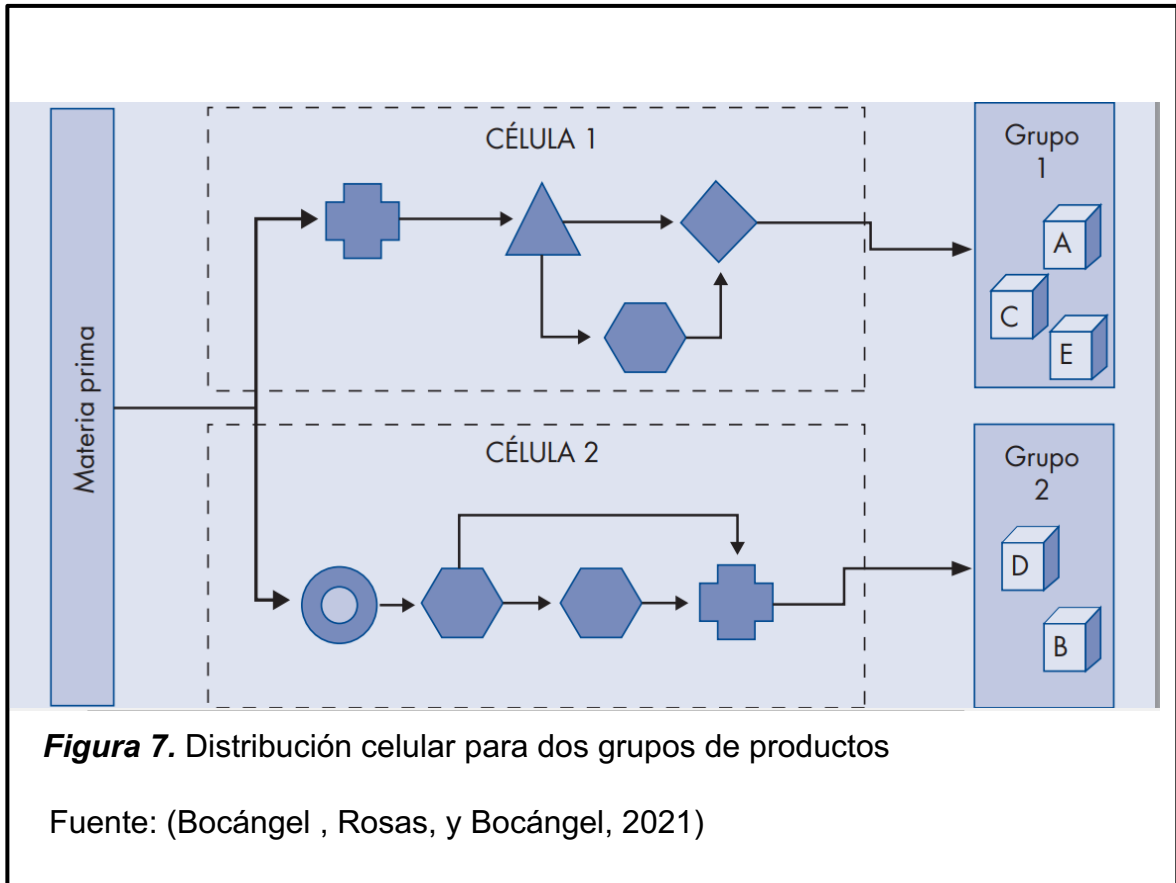 Materia prima
CÉLULA 1
Grupo
1
A
C
E
CÉLULA 2
Grupo
2
D
B
Figura 7. Distribución celular para dos grupos de productos
Fuente: (Bocángel , Rosas, y Bocángel, 2021)